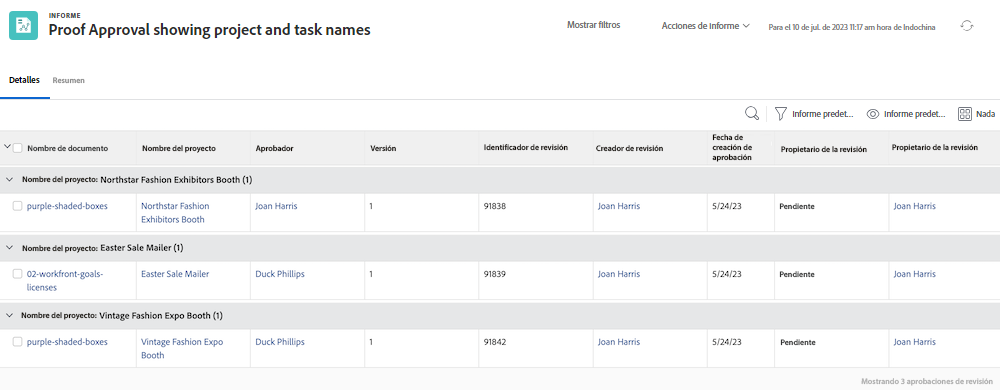 INFORME
Proof Approval showing project and task names
Mostrar filtros
Acciones de informe
Para el 10 de jul. de 2023 11:17 am hora de Indochina
Detalles
Resumen
Informe predet...
Informe predet...
Nada
Nombre de documento
Nombre del proyecto
Aprobador
Versión
Identificador de revisión
Creador de revisión
Fecha de
creación de
aprobación
Propietario de la revisión
Propietario de la revisión
Nombre del proyecto: Northstar Fashion Exhibitors Booth (1)
purple-shaded-boxes
Northstar Fashion
Exhibitors Booth
Joan Harris
1
91838
Joan Harris
5/24/23
Pendiente
Joan Harris
Nombre del proyecto: Easter Sale Mailer (1)
02-workfront-goals-
licenses
Easter Sale Mailer
Duck Phillips
1
91839
Joan Harris
5/24/23
Pendiente
Joan Harris
Nombre del proyecto: Vintage Fashion Expo Booth (1)
purple-shaded-boxes
Vintage Fashion Expo
Booth
Duck Phillips
1
91842
Joan Harris
5/24/23
Pendiente
Joan Harris
Mostrando 3 aprobaciones de revisión